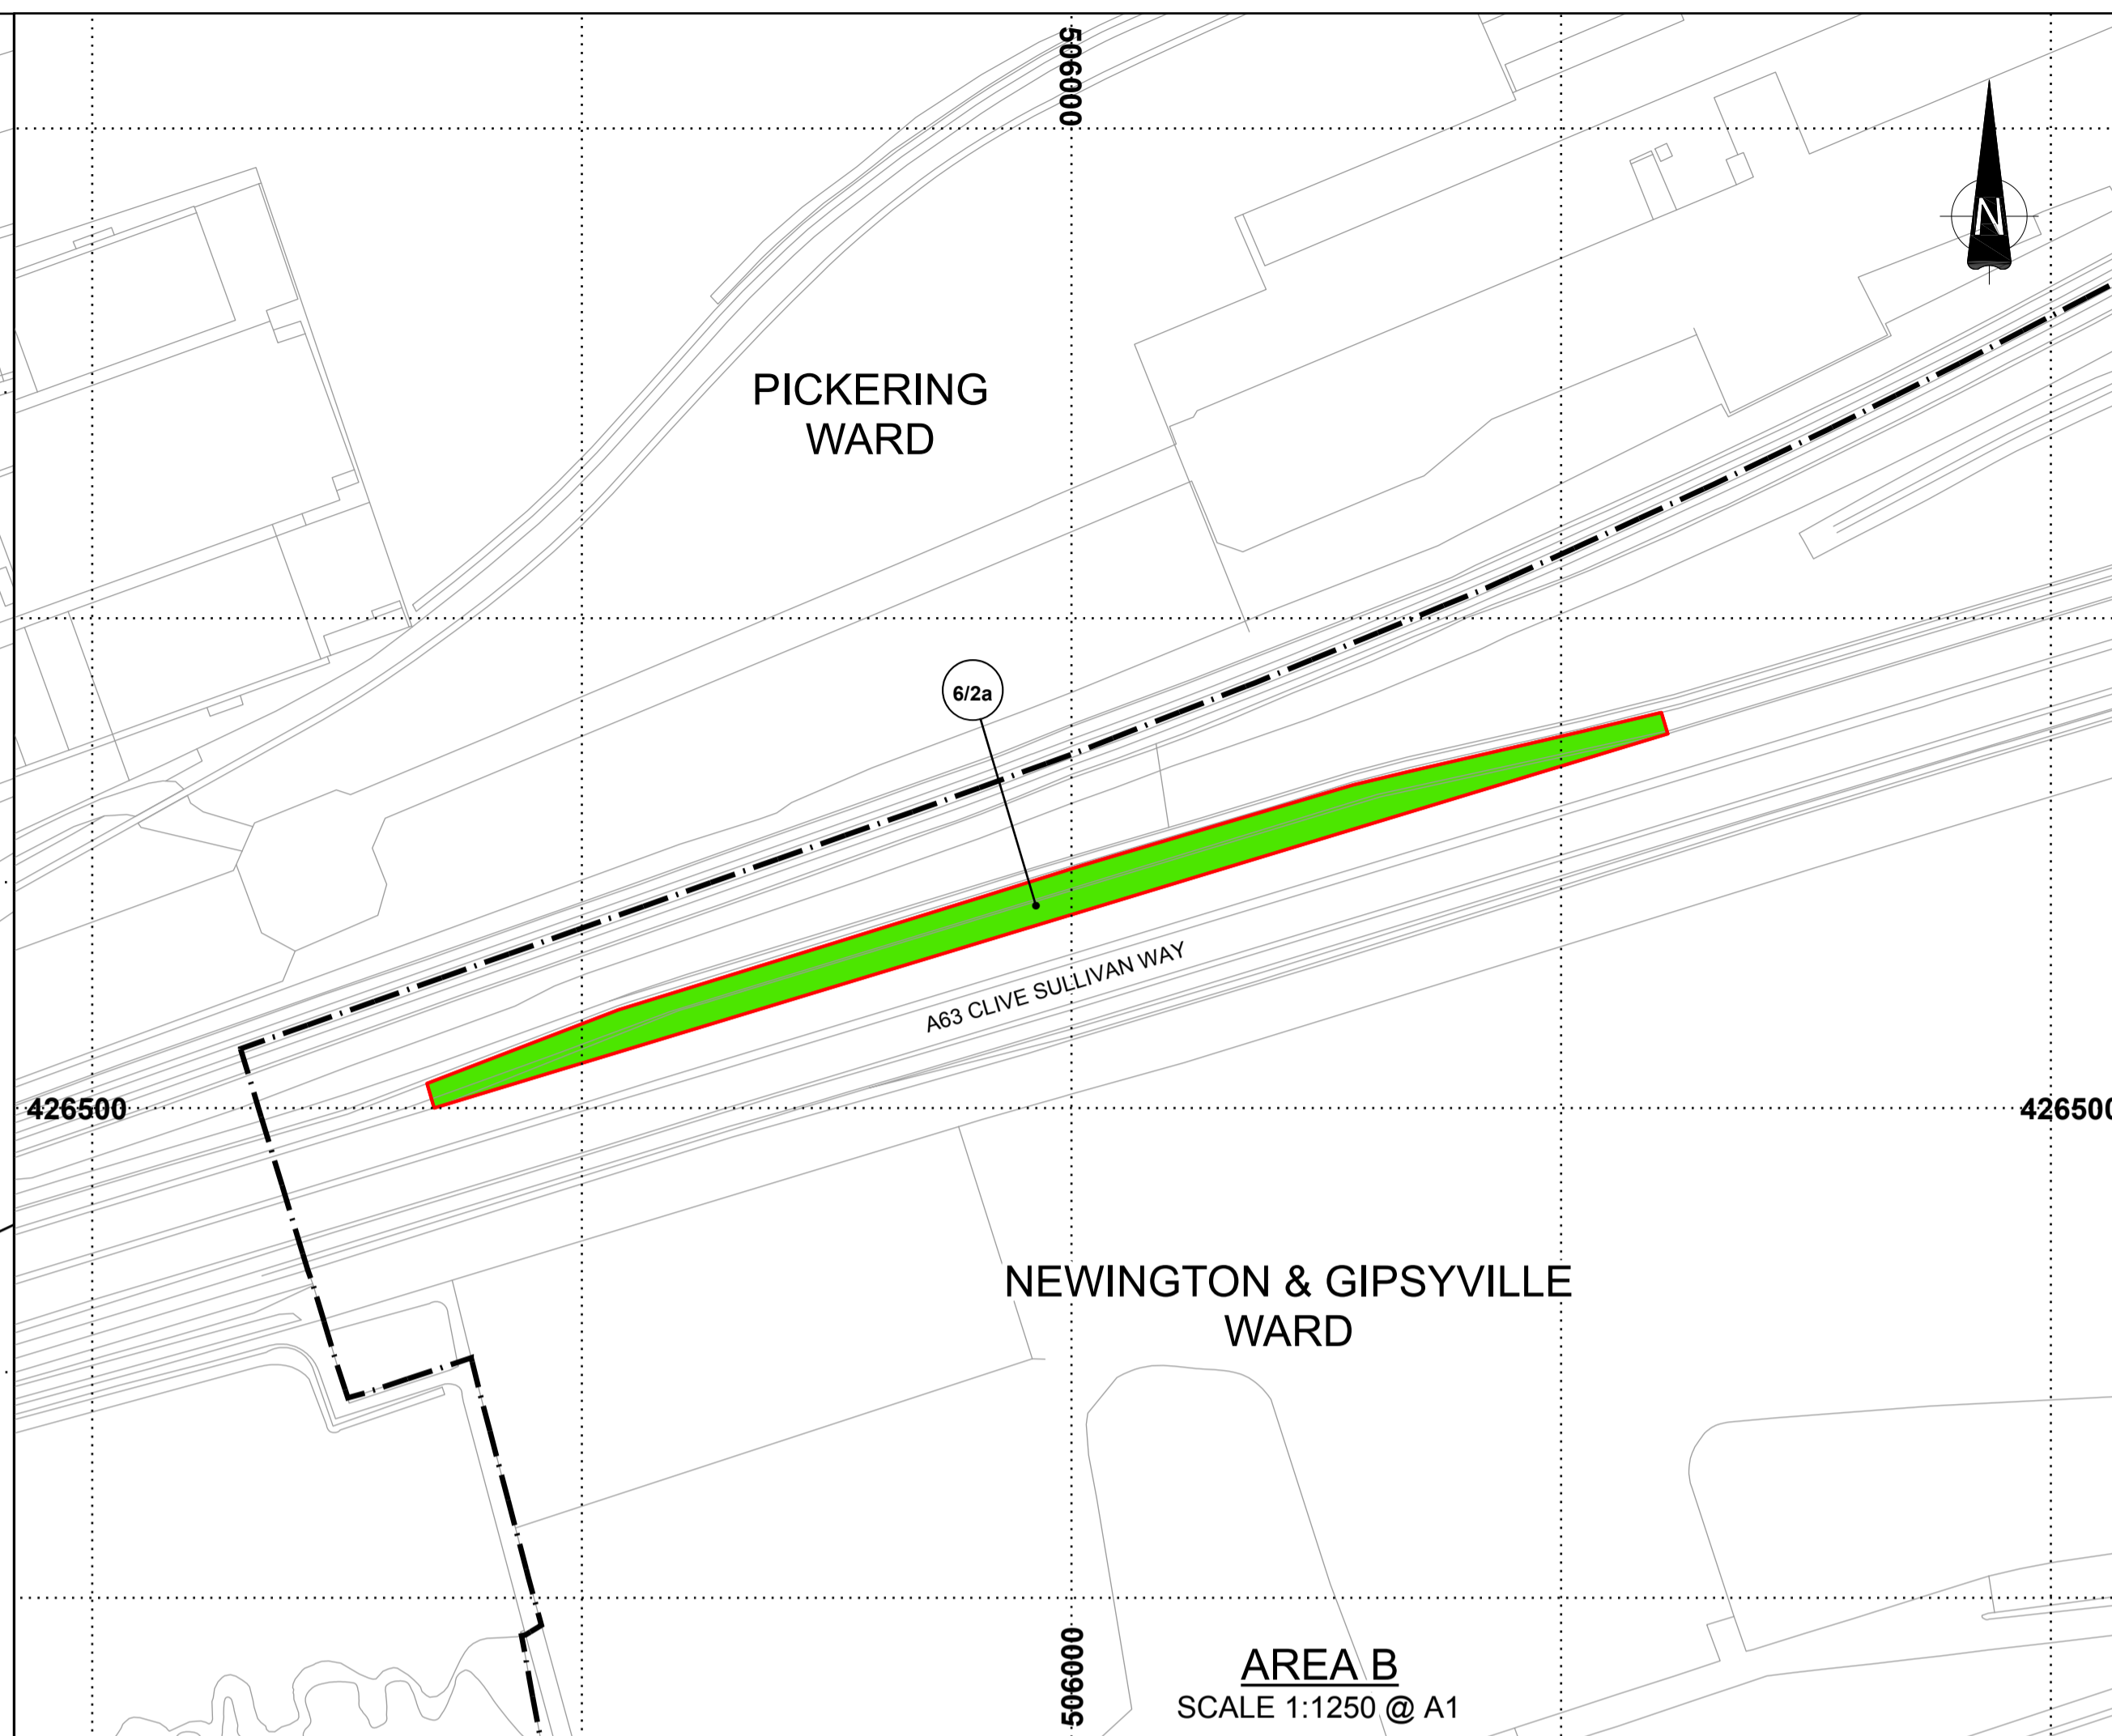 506000
N
PICKERING
WARD
6/2a
A63 CLIVE SULLIVAN WAY
426500
426500
NEWINGTON & GIPSYVILLE
WARD
506000
AREA B
SCALE 1:1250 @ A1